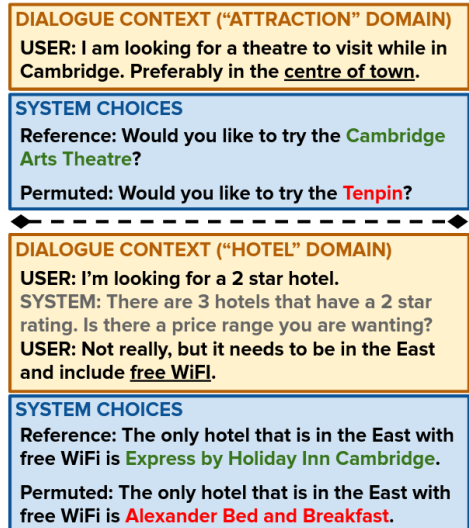 DIALOGUE CONTEXT ("ATTRACTION" DOMAIN)
USER: I am looking for a theatre to visit while in
Cambridge. Preferably in the centre of town.
SYSTEM CHOICES
Reference: Would you like to try the Cambridge
Arts Theatre?
Permuted: Would you like to try the Tenpin?
DIALOGUE CONTEXT ("HOTEL" DOMAIN)
USER: I'm looking for a 2 star hotel.
SYSTEM: There are 3 hotels that have a 2 star
rating. Is there a price range you are wanting?
USER: Not really, but it needs to be in the East
and include free WiFI.
SYSTEM CHOICES
Reference: The only hotel that is in the East with
free WiFi is Express by Holiday Inn Cambridge.
Permuted: The only hotel that is in the East with
free WiFi is Alexander Bed and Breakfast.